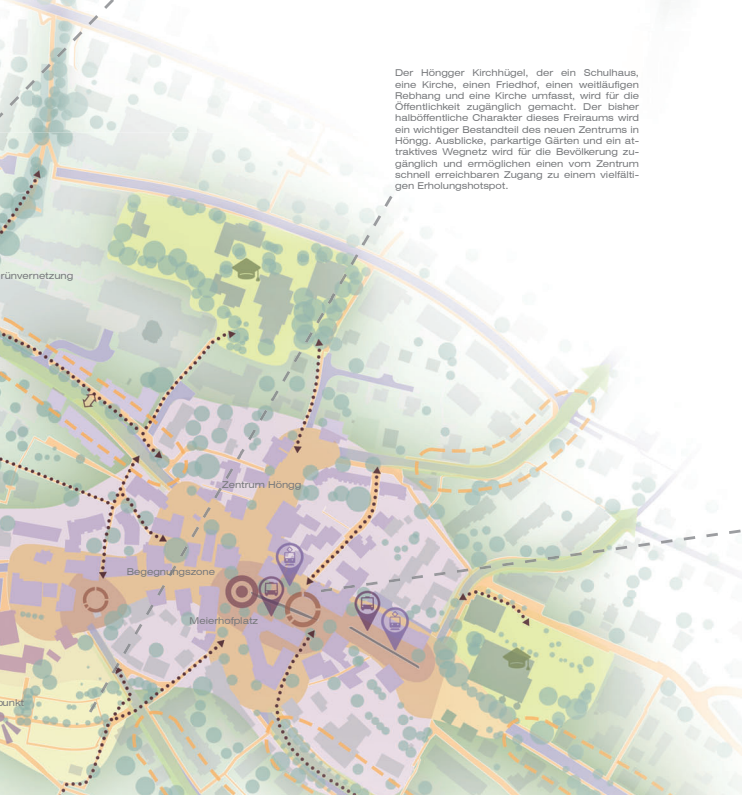 Der Höngger Kirchhügel, der ein Schulhaus,
eine Kirche, einen Friedhof, einen weitläufigen
Rebhang und eine Kirche umfasst, wird für die
Öffentlichkeit zugänglich gemacht. Der bisher
halböffentliche Charakter dieses Freiraums wird
ein wichtiger Bestandteil des neuen Zentrums in
Höngg. Ausblicke, parkartige Gärten und ein at-
traktives Wegnetz wird für die Bevölkerung zu-
gänglich und ermöglichen einen vom Zentrum
schnell erreichbaren Zugang zu einem vielfälti-
gen Erholungshotspot.
rünvernetzung
Zentrum Höngg
Begegnungszone
Meierhofplatz
punkt